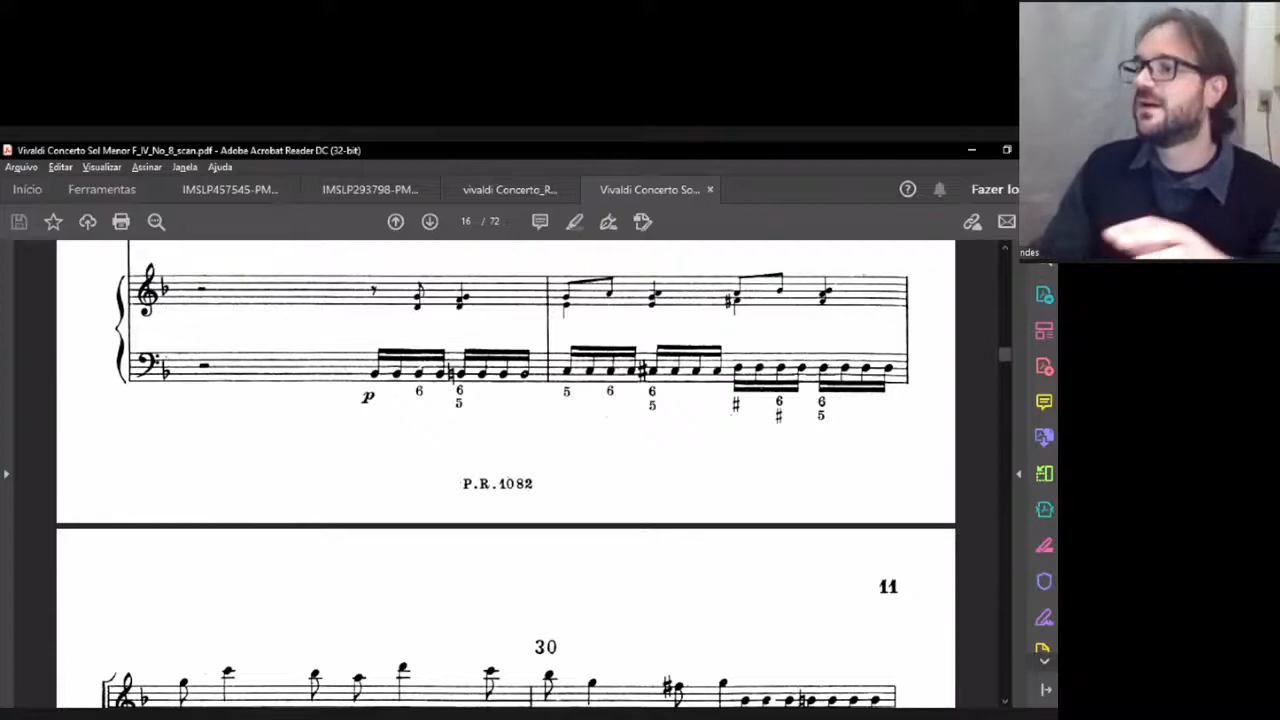 Vivaldi Concerto Sol Menor F_IV_No_8_scan.pdf - Adobe Acrobat Reader DC (32-bit)
Arquivo Editar Visualizar Assinar Janela Ajuda
Início Ferramentas IMSLP457545-PM... IMSLP293798-PM... vivaldi Concerto_R... Vivaldi Concerto So... × Fazer lo
16 / 72
ndes
p 6 6 5 6 6 # 6 6
5 5 # 5
P.R.1082
11
30